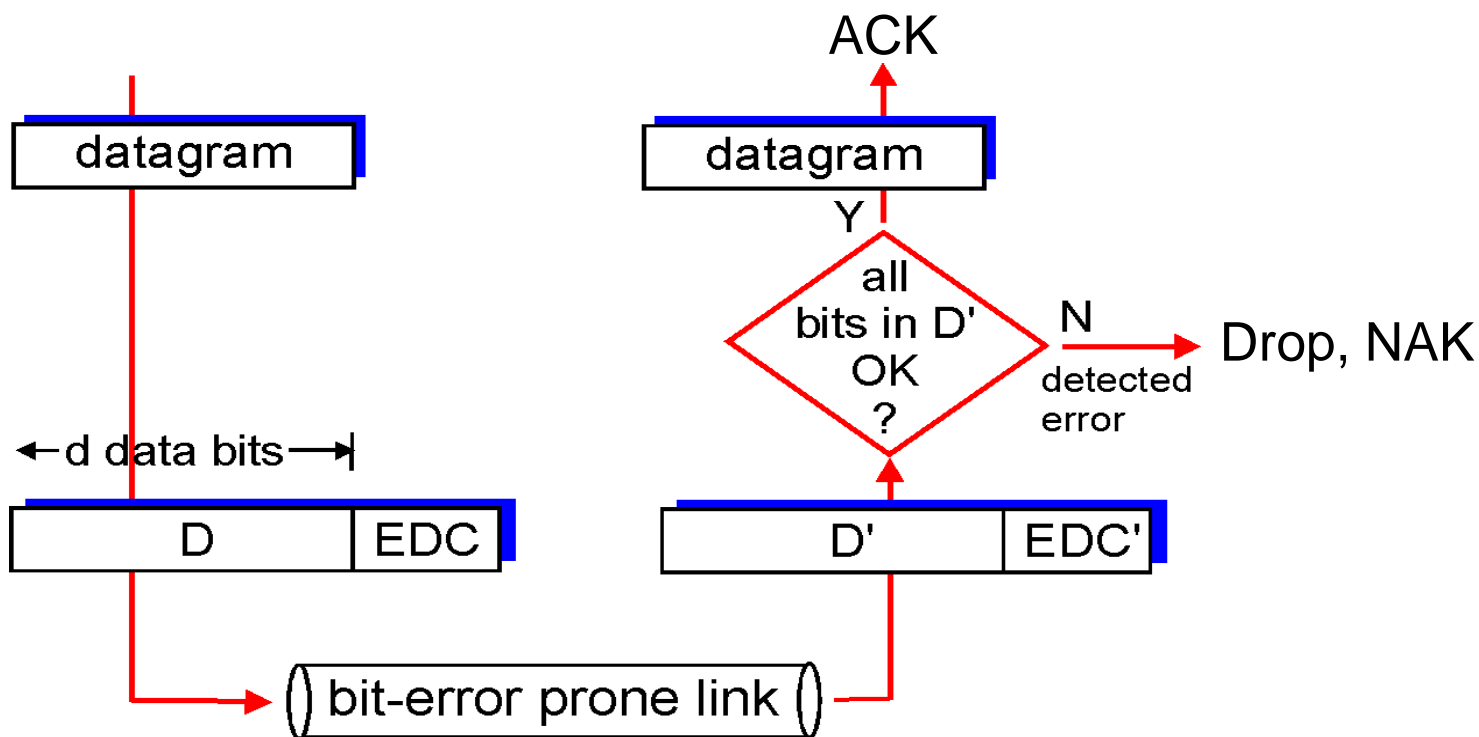 ACK
datagram
datagram
Y
all
bits in D'
OK
?
N
detected
error
Drop, NAK
d data bits
D
EDC
D'
EDC'
bit-error prone link